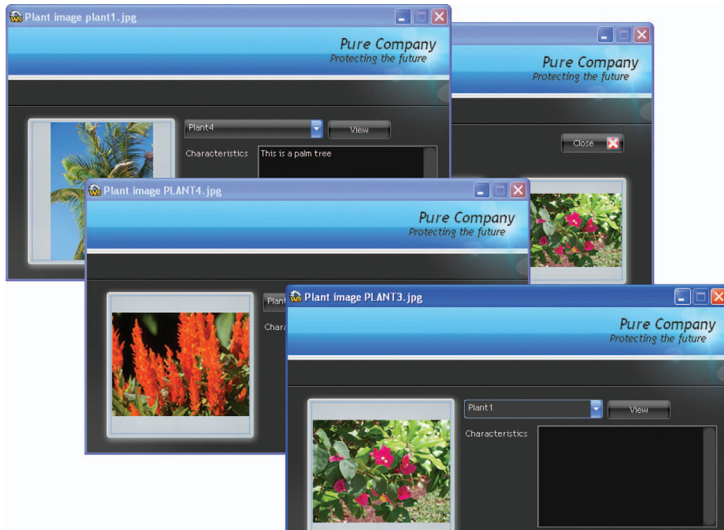 Plant image plant1.jpg
Pure Company
Protecting the future
Plant4
View
Characteristics
This is a palm tree
Pure Company
Protecting the future
Close
Plant image PLANT4.jpg
Pure Company
Protecting the future
Plant
Chara
Plant image PLANT3.jpg
Pure Company
Protecting the future
Plant1
View
Characteristics